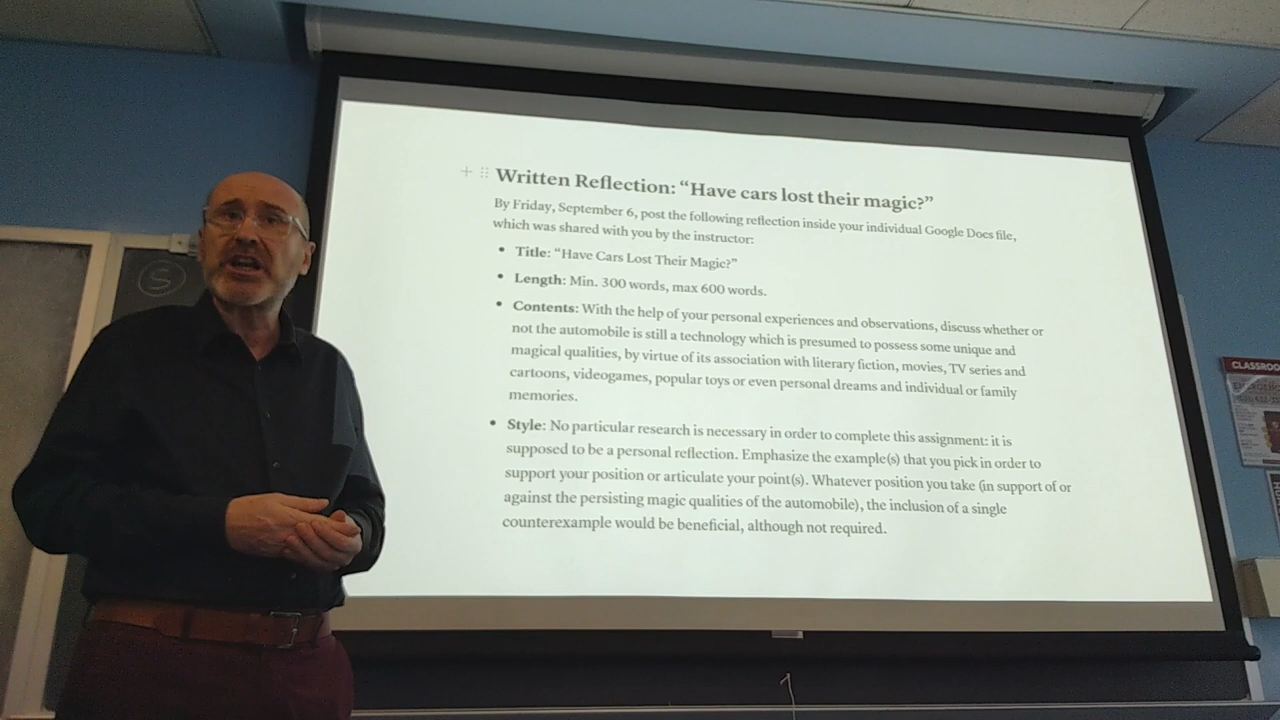 Written Reflection: “Have cars lost their magic?”
By Friday, September 6, post the following reflection inside your individual Google Docs file,
which was shared with you by the instructor:
• Title: “Have Cars Lost Their Magic?”
• Length: Min. 300 words, max 600 words.
• Contents: With the help of your personal experiences and observations, discuss whether or
not the automobile is still a technology which is presumed to possess some unique and
magical qualities, by virtue of its association with literary fiction, movies, TV series and
cartoons, videogames, popular toys or even personal dreams and individual or family
memories.
• Style: No particular research is necessary in order to complete this assignment: it is
supposed to be a personal reflection. Emphasize the example(s) that you pick in order to
support your position or articulate your point(s). Whatever position you take (in support of or
against the persisting magic qualities of the automobile), the inclusion of a single
counterexample would be beneficial, although not required.
S
CLASSROO